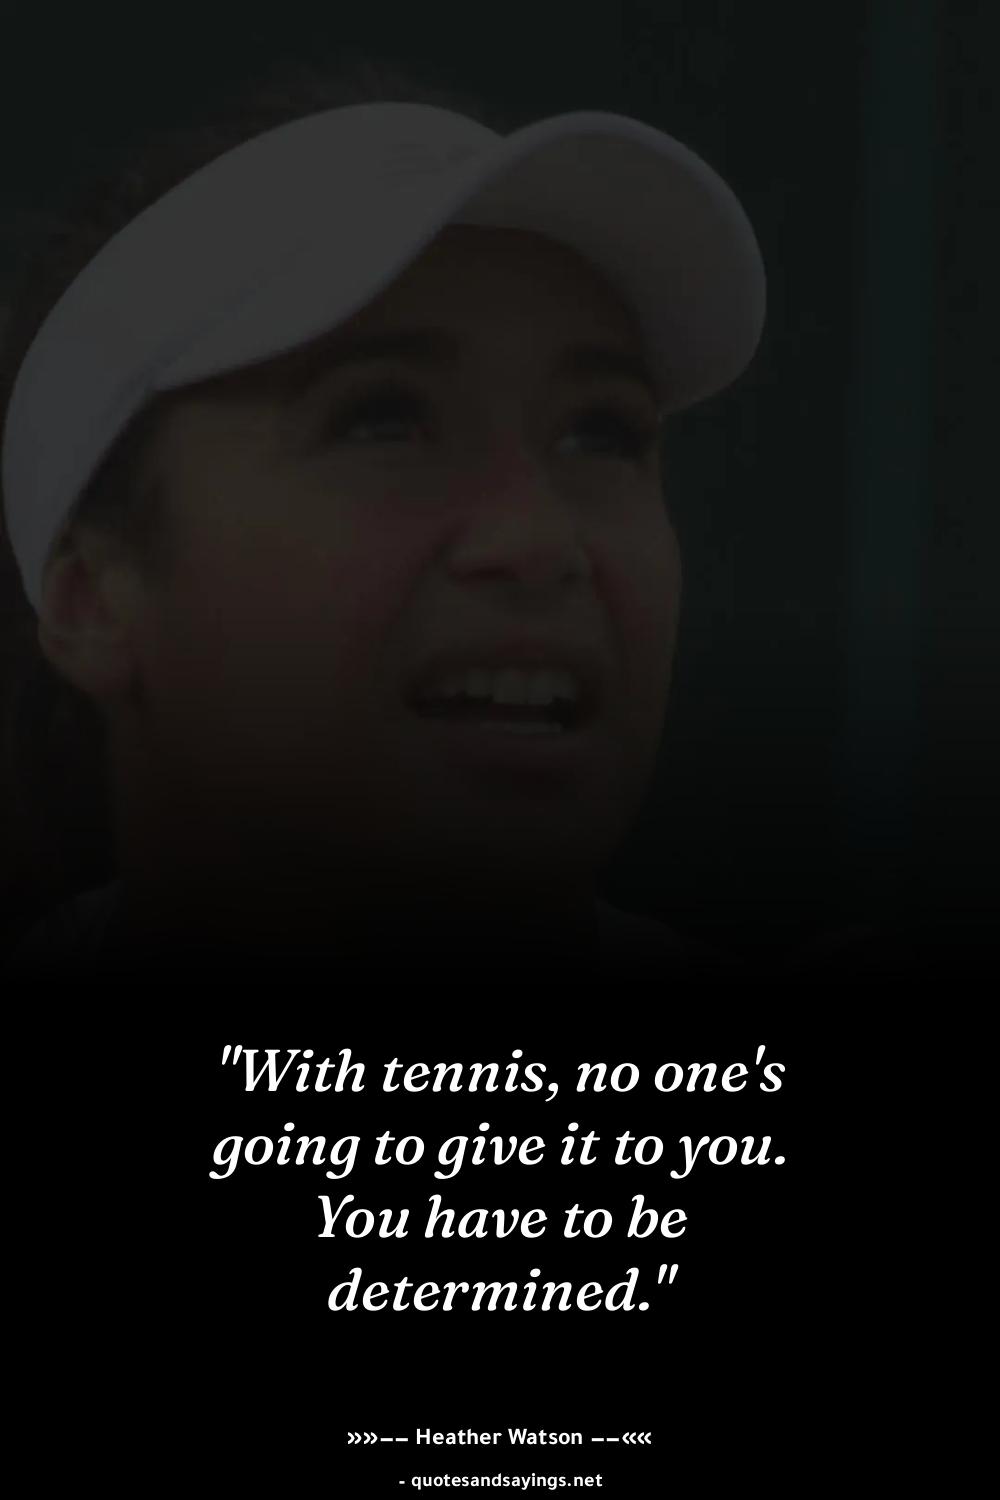 "With tennis, no one's
going to give it to you.
You have to be
determined."
»»−− Heather Watson −−««
- quotesandsayings.net